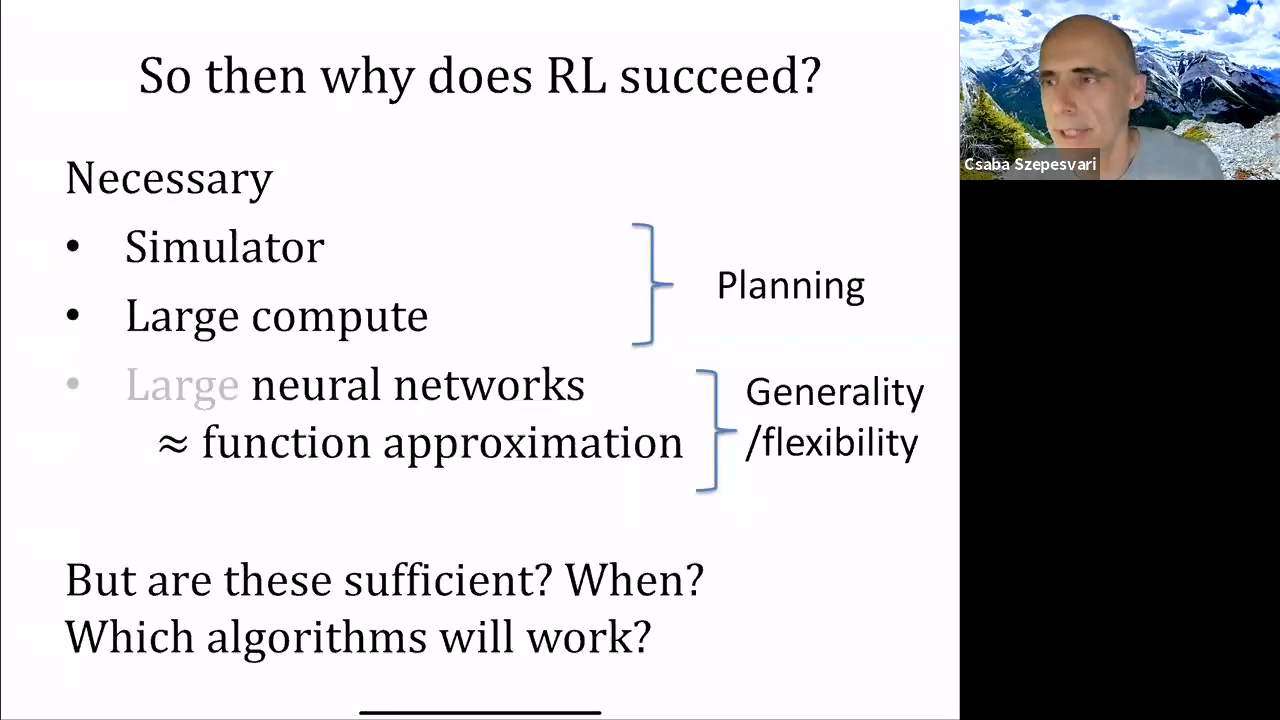 So then why does RL succeed?
Necessary
• Simulator
• Large compute
• Large neural networks
≈ function approximation
Planning
Generality
/flexibility
But are these sufficient? When?
Which algorithms will work?
Csaba Szepesvari